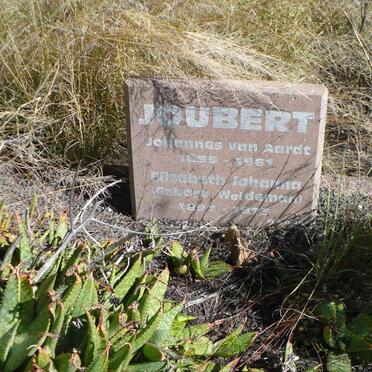 JOUBERT
Johannes van Aardt
1895 - 1961
Elizabeth Johanna
(Gebore Weideman)